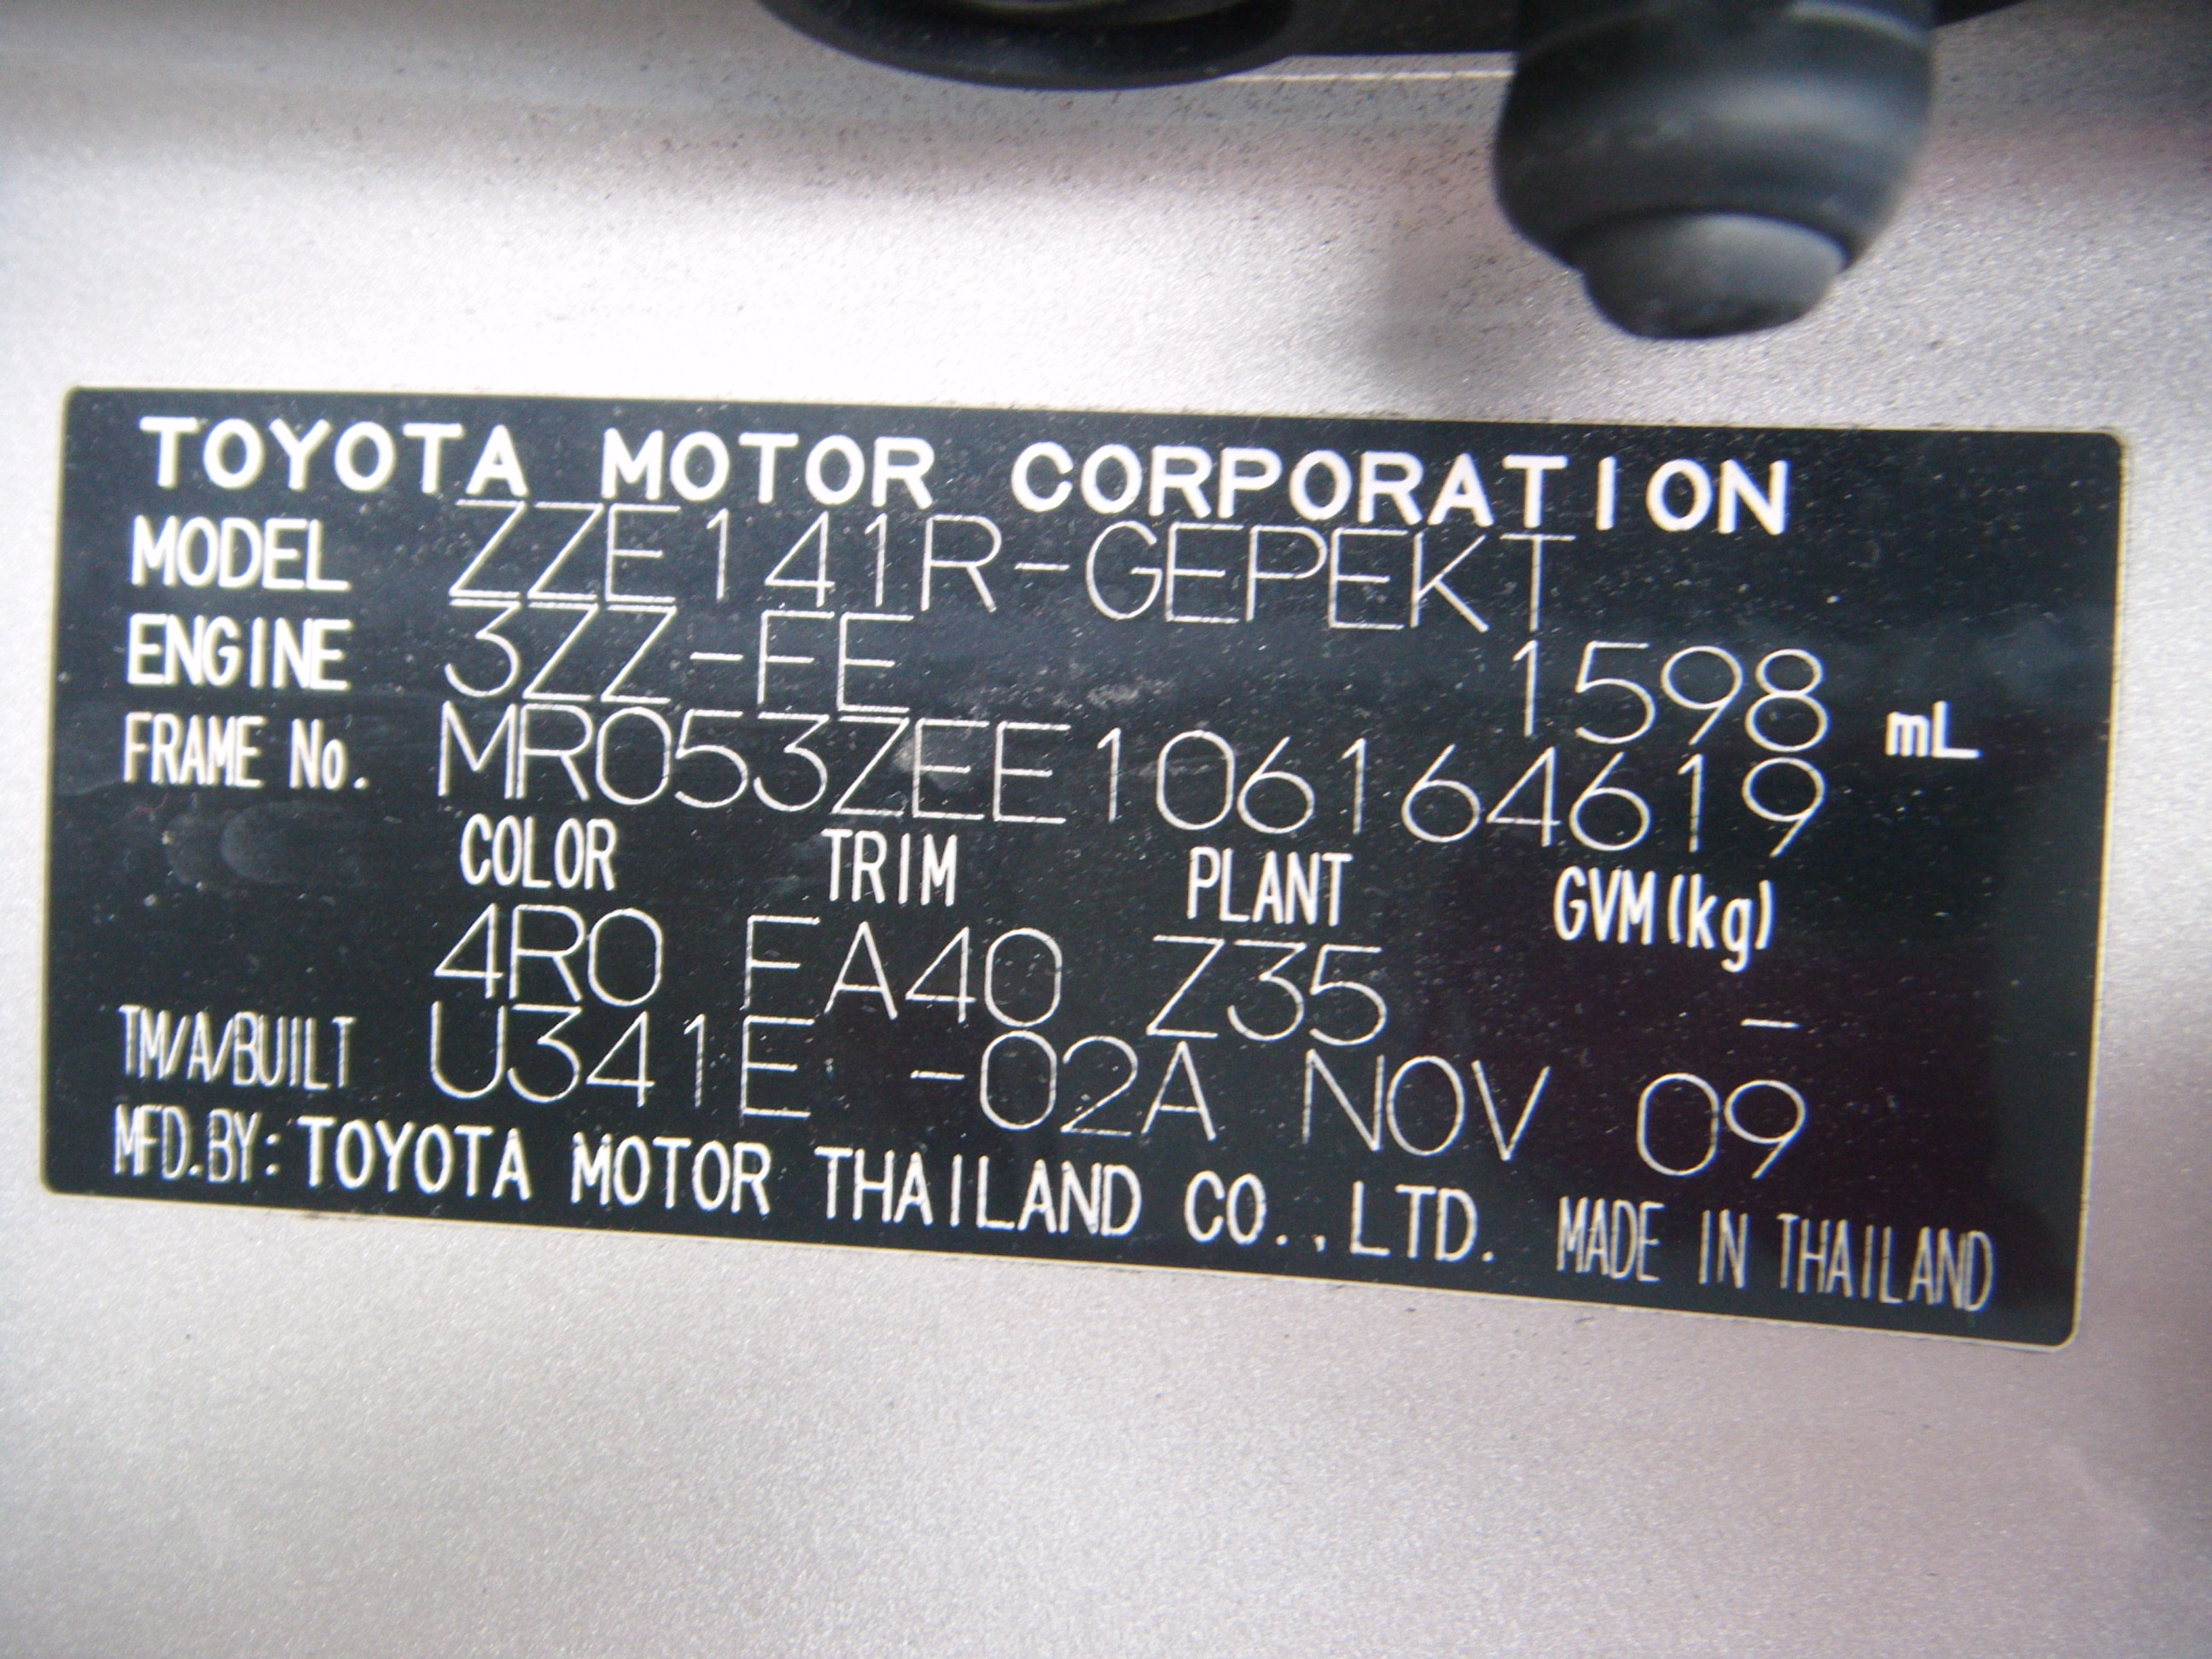 TOYOTA MOTOR CORPORATION
MODEL ZZE141R-GEPEKT
ENGINE 3ZZ-FE 1598 mL
FRAME No. MR053ZEE106164619
COLOR TRIM PLANT GVM(kg)
4R0 FA40 Z35 -
TM/A/BUILT U341E -02A NOV 09
MFD.BY: TOYOTA MOTOR THAILAND CO.,LTD. MADE IN THAILAND